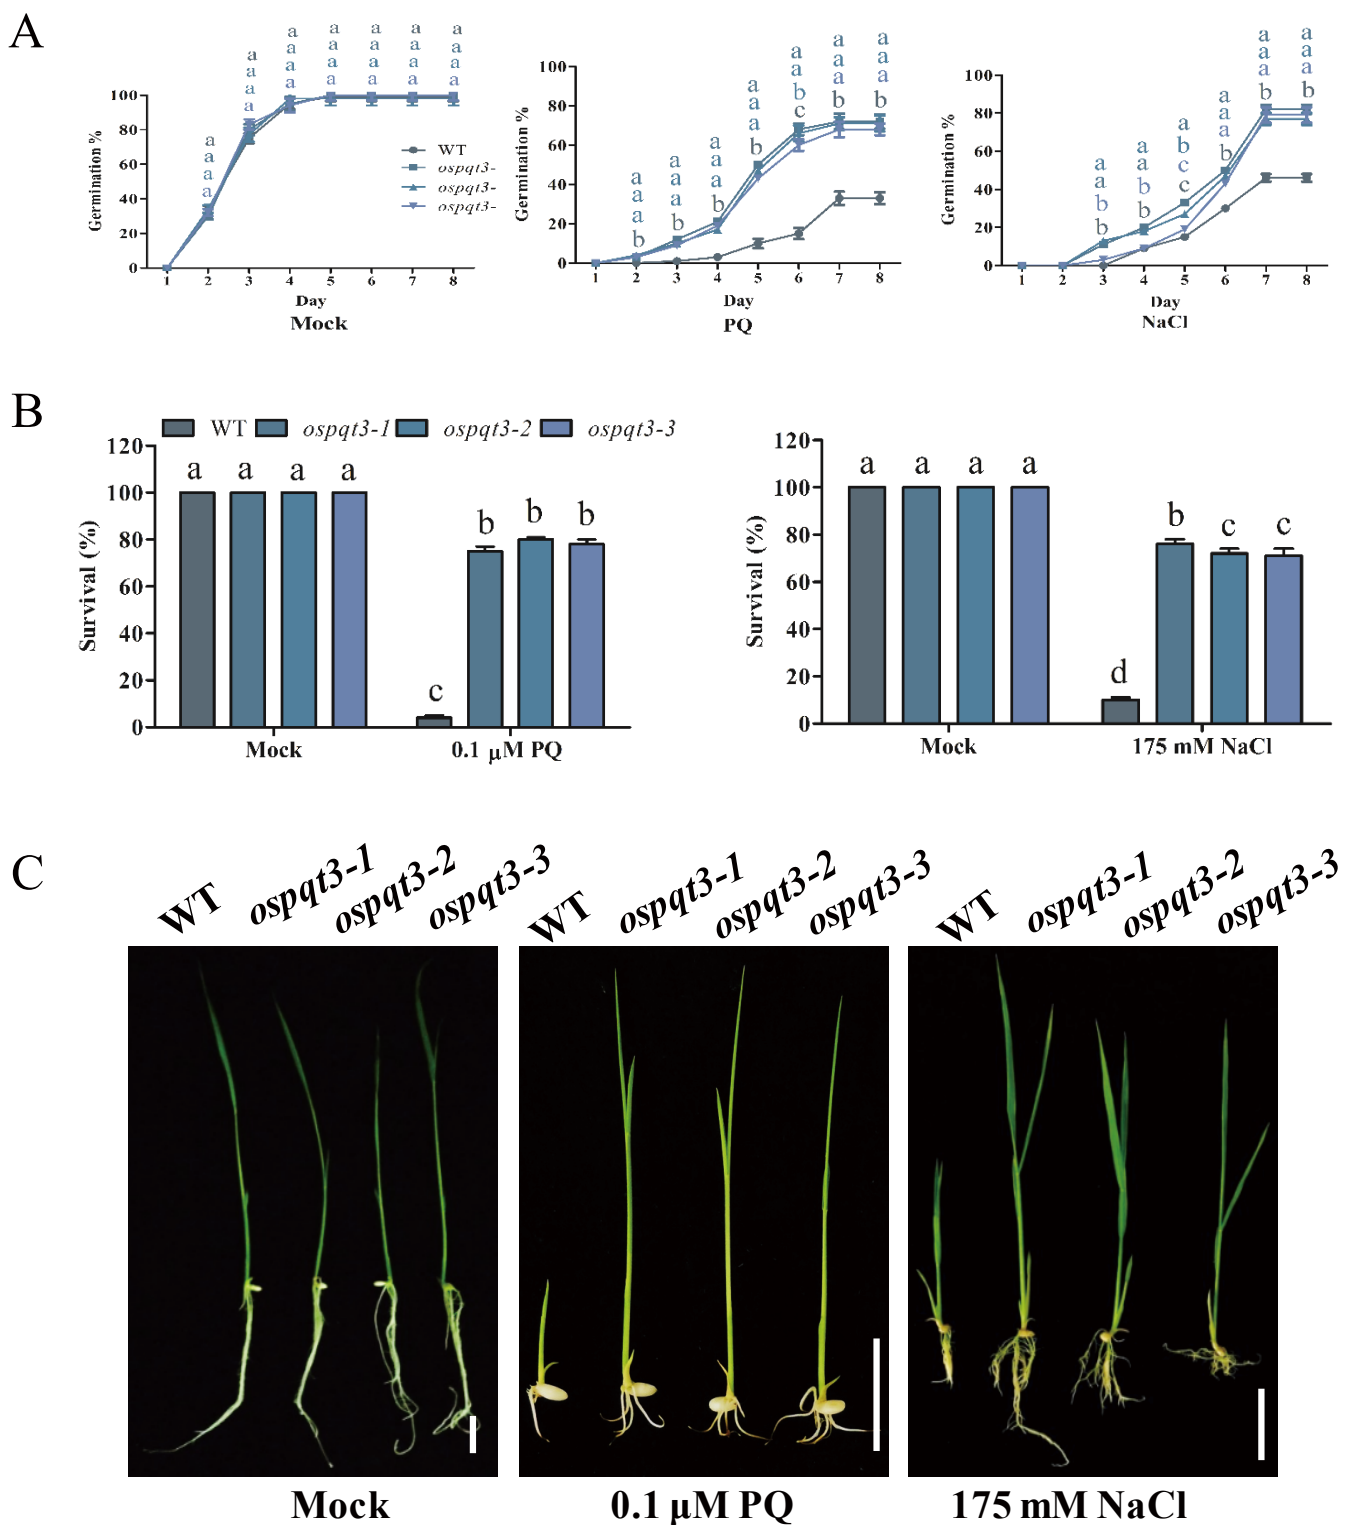 A
a a a a a
a a a a a a
a a a a a a
a a a a a a
a
a
a
a
100
80
60
40
20
0
Germination %
1 2 3 4 5 6 7 8
Day
Mock
WT
ospqt3-
ospqt3-
ospqt3-
a a a b
a a a b
a a a b
a a a b
a a b c
a a a b
a a a b
100
80
60
40
20
0
Germination %
1 2 3 4 5 6 7 8
Day
PQ
a a b b
a a b b
a b c c
a a a b
a a a b
a a a b
100
80
60
40
20
0
Germination %
1 2 3 4 5 6 7 8
Day
NaCl
B
WT ospqt3-1 ospqt3-2 ospqt3-3
120
100
80
60
40
20
0
Survival (%)
a a a a
c b b b
Mock 0.1 μM PQ
120
100
80
60
40
20
0
Survival (%)
a a a a
d b c c
Mock 175 mM NaCl
C
WT ospqt3-1 ospqt3-2 ospqt3-3
WT ospqt3-1 ospqt3-2 ospqt3-3
WT ospqt3-1 ospqt3-2 ospqt3-3
Mock 0.1 μM PQ 175 mM NaCl